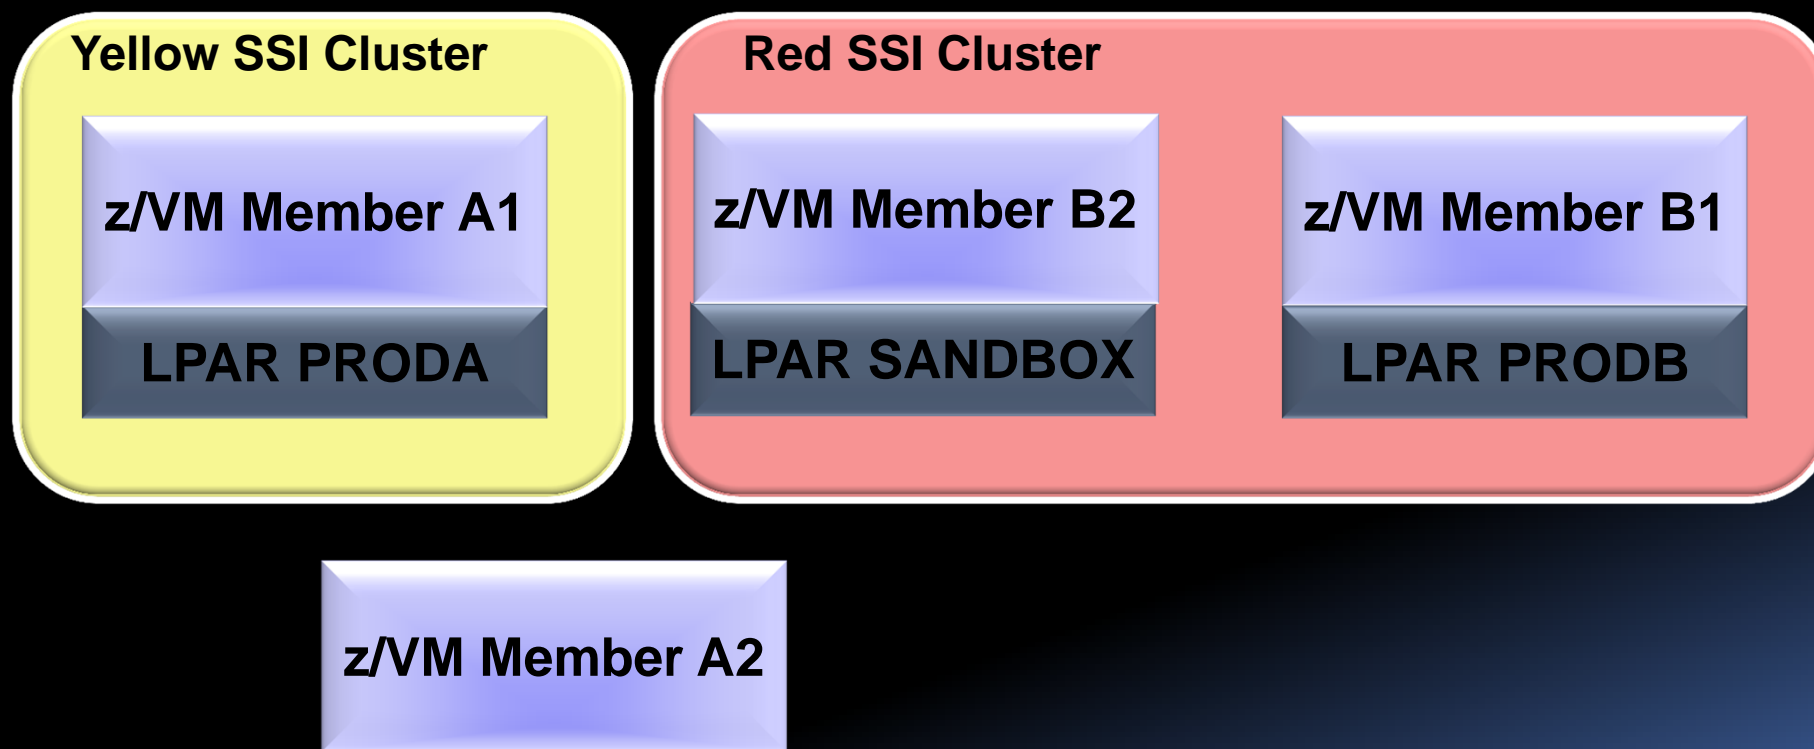 Yellow SSI Cluster
Red SSI Cluster
z/VM Member A1
z/VM Member B2
z/VM Member B1
LPAR PRODA
LPAR SANDBOX
LPAR PRODB
z/VM Member A2